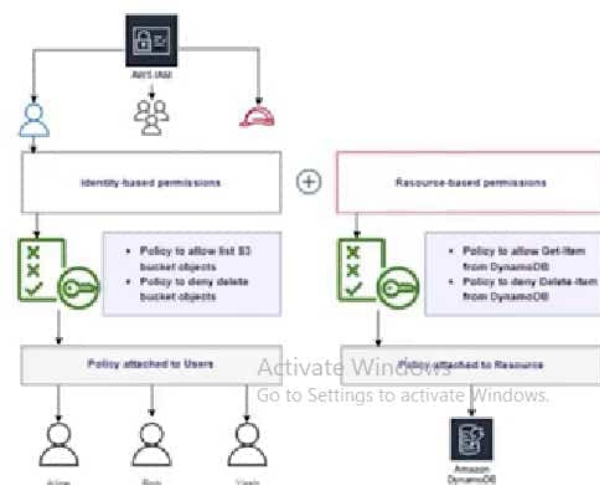 AWS IAM
Identity-based permissions
Resource-based permissions
Policy to allow list S3
bucket objects
Policy to deny delete
bucket objects
Policy to allow Get-Item
from DynamoDB
Policy to deny Delete-Item
from DynamoDB
Policy attached to Users
Policy attached to Resource
Activate Windows
Go to Settings to activate Windows.
Amazon
DynamoDB